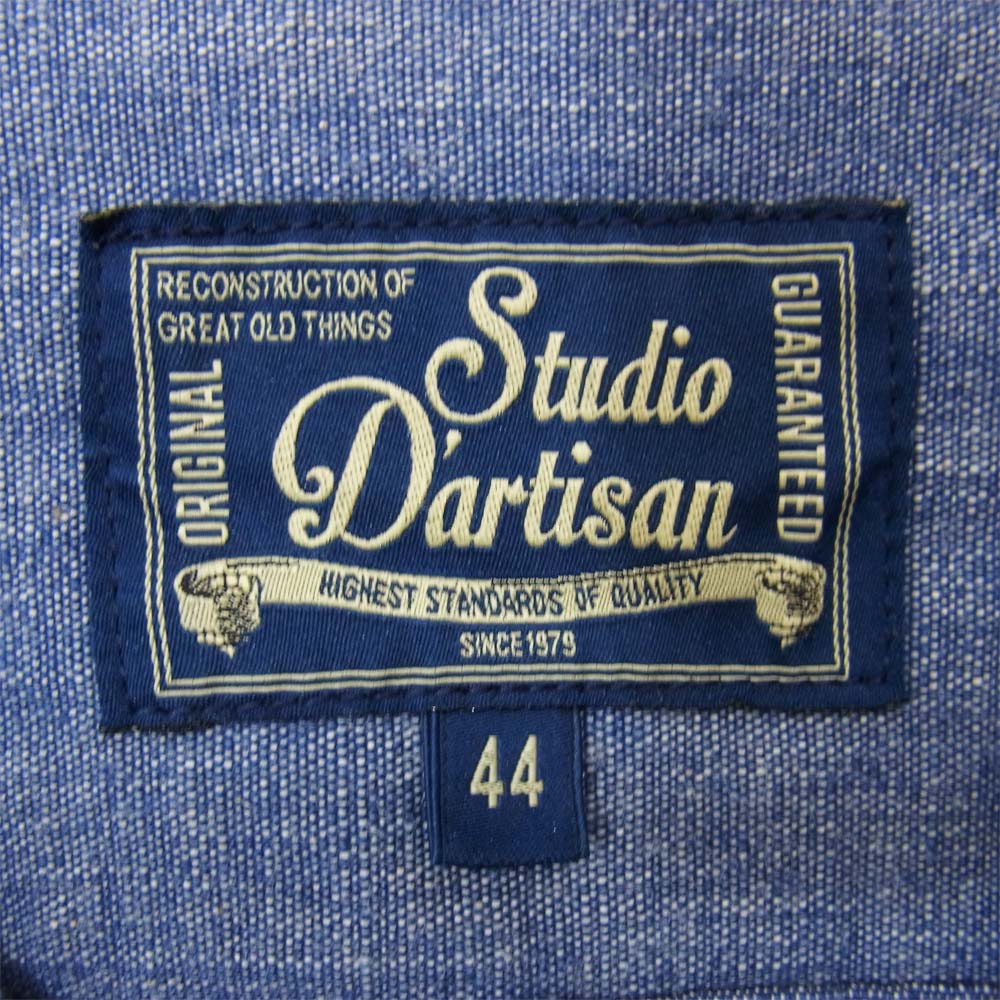 RECONSTRUCTION OF
GREAT OLD THINGS
ORIGINAL
Studio
D'artisan
GUARANTEED
HIGHEST STANDARDS OF QUALITY
SINCE 1979
44